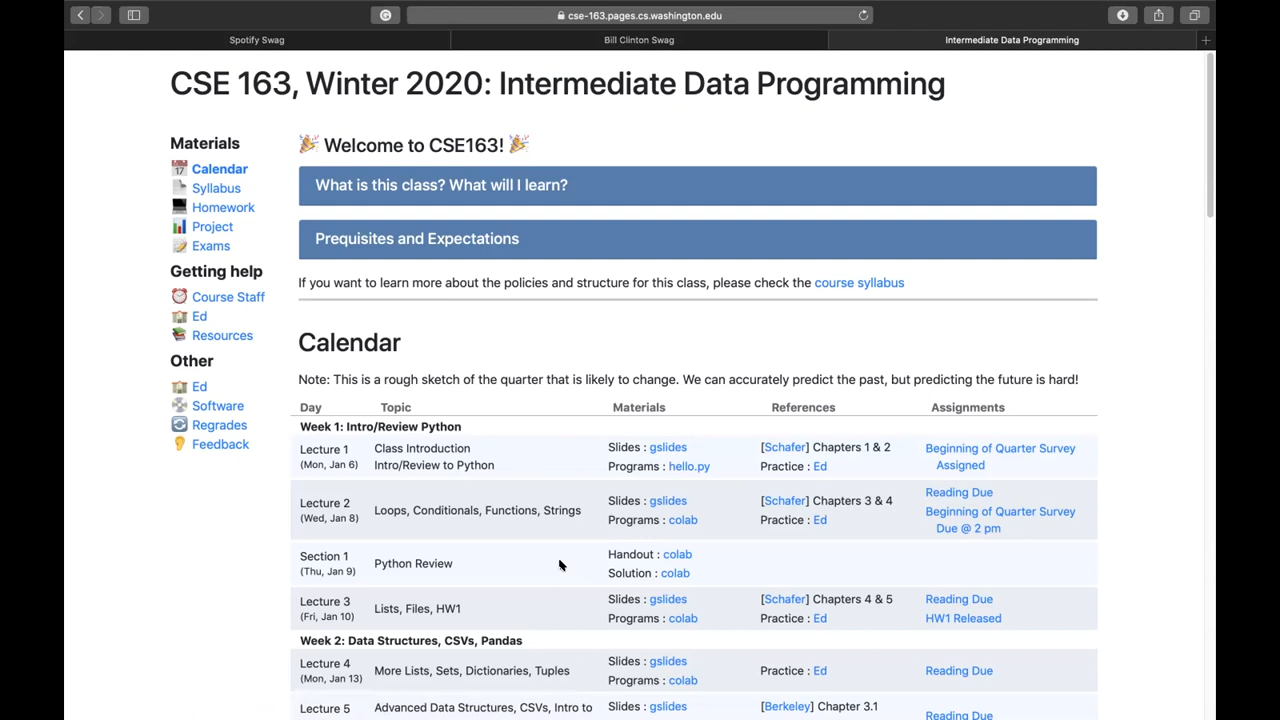 cse-163.pages.cs.washington.edu
Spotify Swag
Bill Clinton Swag
Intermediate Data Programming
CSE 163, Winter 2020: Intermediate Data Programming
Materials
Calendar
Syllabus
Homework
Project
Exams
Getting help
Course Staff
Ed
Resources
Other
Ed
Software
Regrades
Feedback
Welcome to CSE163!
What is this class? What will I learn?
Prequisites and Expectations
If you want to learn more about the policies and structure for this class, please check the course syllabus
Calendar
Note: This is a rough sketch of the quarter that is likely to change. We can accurately predict the past, but predicting the future is hard!
Day Topic Materials References Assignments
Week 1: Intro/Review Python
Lecture 1
(Mon, Jan 6)
Class Introduction
Intro/Review to Python
Slides : gslides
Programs : hello.py
[Schafer] Chapters 1 & 2
Practice : Ed
Beginning of Quarter Survey
Assigned
Lecture 2
(Wed, Jan 8)
Loops, Conditionals, Functions, Strings
Slides : gslides
Programs : colab
[Schafer] Chapters 3 & 4
Practice : Ed
Reading Due
Beginning of Quarter Survey
Due @ 2 pm
Section 1
(Thu, Jan 9)
Python Review
Handout : colab
Solution : colab
Lecture 3
(Fri, Jan 10)
Lists, Files, HW1
Slides : gslides
Programs : colab
[Schafer] Chapters 4 & 5
Practice : Ed
Reading Due
HW1 Released
Week 2: Data Structures, CSVs, Pandas
Lecture 4
(Mon, Jan 13)
More Lists, Sets, Dictionaries, Tuples
Slides : gslides
Programs : colab
Practice : Ed
Reading Due
Lecture 5
Advanced Data Structures, CSVs, Intro to
Slides : gslides
[Berkeley] Chapter 3.1
Reading Due